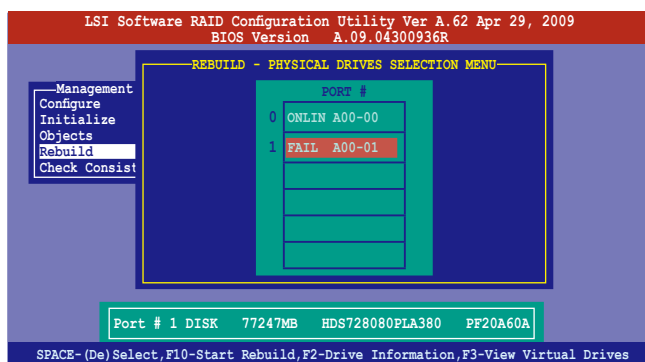 LSI Software RAID Configuration Utility Ver A.62 Apr 29, 2009
BIOS Version A.09.04300936R
REBUILD - PHYSICAL DRIVES SELECTION MENU
Management
Configure
Initialize
Objects
Rebuild
Check Consist
PORT #
0 ONLIN A00-00
1 FAIL A00-01
Port # 1 DISK 77247MB HDS728080PLA380 PF20A60A
SPACE-(De)Select,F10-Start Rebuild,F2-Drive Information,F3-View Virtual Drives